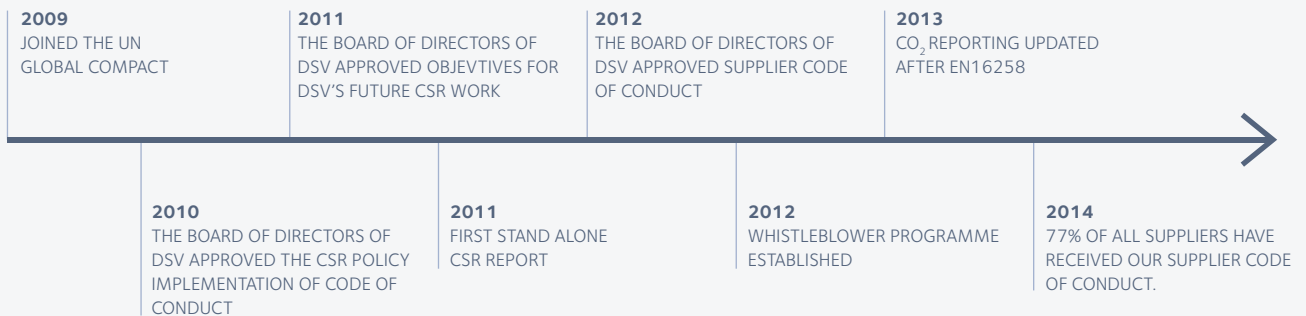 2009
JOINED THE UN
GLOBAL COMPACT
2011
THE BOARD OF DIRECTORS OF
DSV APPROVED OBJEVTIVES FOR
DSV'S FUTURE CSR WORK
2012
THE BOARD OF DIRECTORS OF
DSV APPROVED SUPPLIER CODE
OF CONDUCT
2013
CO₂ REPORTING UPDATED
AFTER EN16258
2010
THE BOARD OF DIRECTORS OF
DSV APPROVED THE CSR POLICY
IMPLEMENTATION OF CODE OF
CONDUCT
2011
FIRST STAND ALONE
CSR REPORT
2012
WHISTLEBLOWER PROGRAMME
ESTABLISHED
2014
77% OF ALL SUPPLIERS HAVE
RECEIVED OUR SUPPLIER CODE
OF CONDUCT.